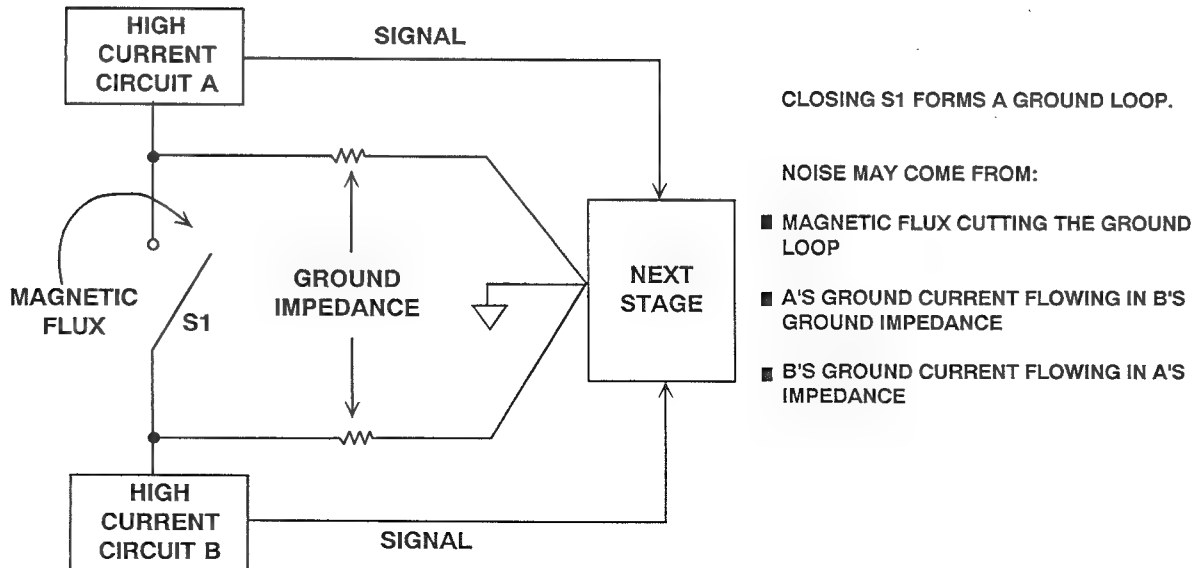 HIGH
CURRENT
CIRCUIT A
SIGNAL
MAGNETIC
FLUX
S1
GROUND
IMPEDANCE
NEXT
STAGE
HIGH
CURRENT
CIRCUIT B
SIGNAL
CLOSING S1 FORMS A GROUND LOOP.
NOISE MAY COME FROM:
■ MAGNETIC FLUX CUTTING THE GROUND
LOOP
■ A'S GROUND CURRENT FLOWING IN B'S
GROUND IMPEDANCE
■ B'S GROUND CURRENT FLOWING IN A'S
IMPEDANCE